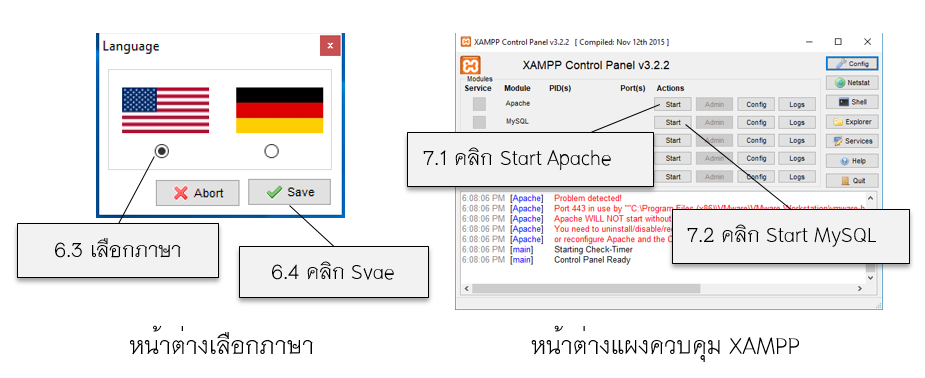 Language
x
Abort
Save
6.3 เลือกภาษา
6.4 คลิก Svae
หน้าต่างเลือกภาษา
XAMPP Control Panel v3.2.2 [ Compiled: Nov 12th 2015 ]
XAMPP Control Panel v3.2.2
Config
Modules
Service Module PID(s) Port(s) Actions
Netstat
Apache Start Admin Config Logs
Shell
MySQL Start Admin Config Logs
Explorer
Admin Config Logs
Services
Start Admin Config Logs
Help
Start Admin Config Logs
Quit
7.1 คลิก Start Apache
6:08:06 PM [Apache] Problem detected!
6:08:06 PM [Apache] Port 443 in use by ""C:\Program Files (x86)\VMware\VMware Workstation\vmware-h
6:08:06 PM [Apache] Apache WILL NOT start without
6:08:06 PM [Apache] You need to uninstall/disable/re
6:08:06 PM [Apache] or reconfigure Apache and the C
6:08:06 PM [main] Starting Check-Timer
6:08:06 PM [main] Control Panel Ready
7.2 คลิก Start MySQL
หน้าต่างแผงควบคุม XAMPP